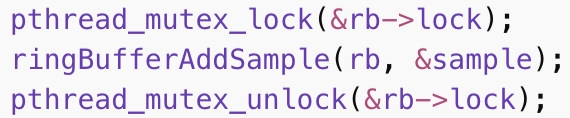 pthread_mutex_lock(&rb->lock);
ringBufferAddSample(rb, &sample);
pthread_mutex_unlock(&rb->lock);